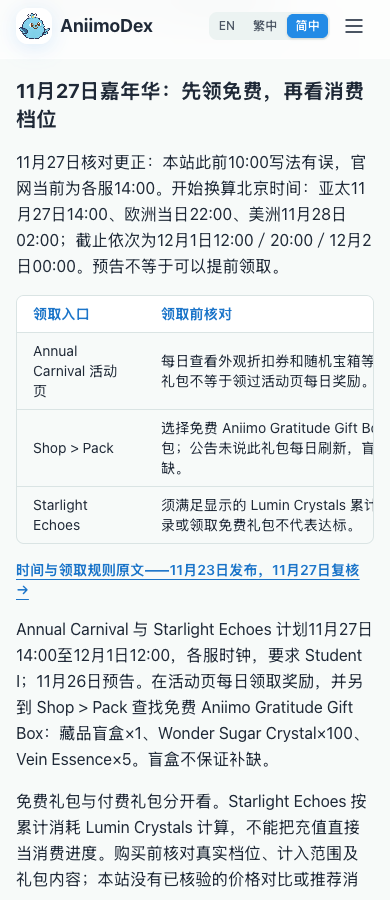 AniimoDex
EN 繁中 简中
11月27日嘉年华：先领免费，再看消费
档位
11月27日核对更正：本站此前10:00写法有误，官
网当前为各服14:00。开始换算北京时间：亚太11
月27日14:00、欧洲当日22:00、美洲11月28日
02:00；截止依次为12月1日12:00 / 20:00 / 12月2
日00:00。预告不等于可以提前领取。
领取入口 领取前核对
Annual
Carnival 活动
页
每日查看外观折扣券和随机宝箱等
礼包不等于领过活动页每日奖励。
Shop > Pack
选择免费 Aniimo Gratitude Gift
包；公告未说此礼包每日刷新，盲
缺。
Starlight
Echoes
须满足显示的 Lumin Crystals 累
录或领取免费礼包不代表达标。
时间与领取规则原文——11月23日发布，11月27日复核
→
Annual Carnival 与 Starlight Echoes 计划11月27日
14:00至12月1日12:00，各服时钟，要求 Student
I；11月26日预告。在活动页每日领取奖励，并另
到 Shop > Pack 查找免费 Aniimo Gratitude Gift
Box：藏品盲盒×1、Wonder Sugar Crystal×100、
Vein Essence×5。盲盒不保证补缺。
免费礼包与付费礼包分开看。Starlight Echoes 按
累计消耗 Lumin Crystals 计算，不能把充值直接
当消费进度。购买前核对真实档位、计入范围及
礼包内容；本站没有已核验的价格对比或推荐消